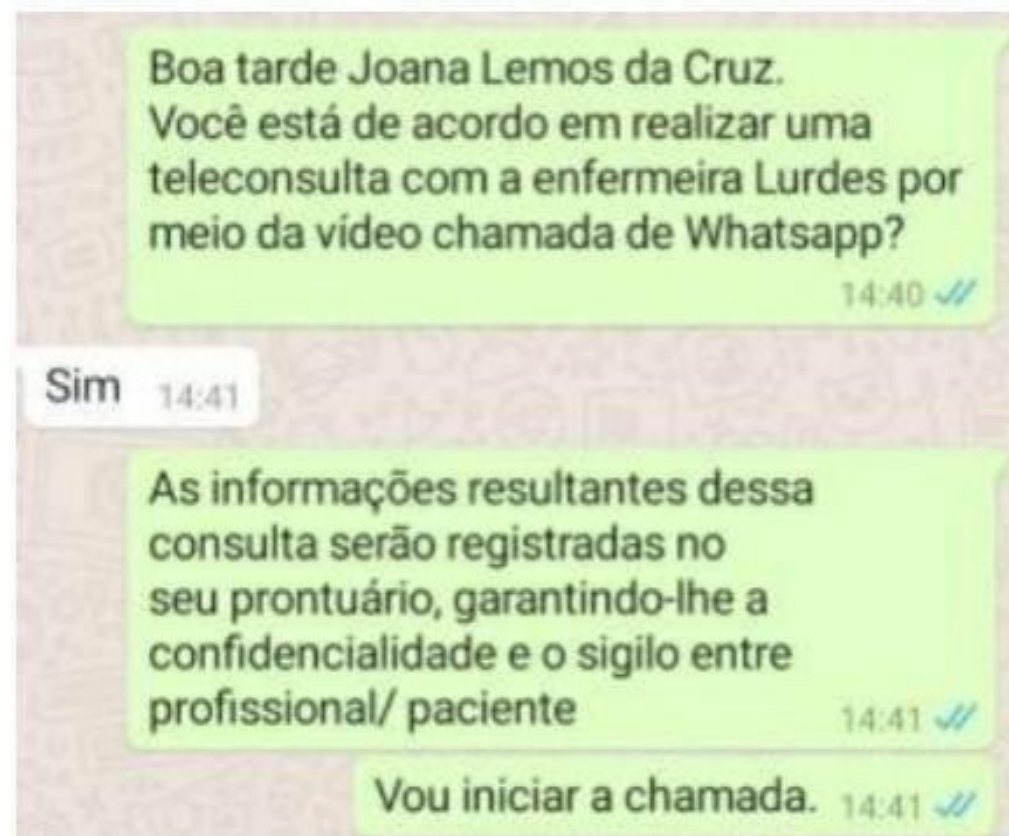 Boa tarde Joana Lemos da Cruz.
Você está de acordo em realizar uma
teleconsulta com a enfermeira Lurdes por
meio da vídeo chamada de Whatsapp?
14:40
Sim 14:41
As informações resultantes dessa
consulta serão registradas no
seu prontuário, garantindo-lhe a
confidencialidade e o sigilo entre
profissional/ paciente 14:41
Vou iniciar a chamada. 14:41